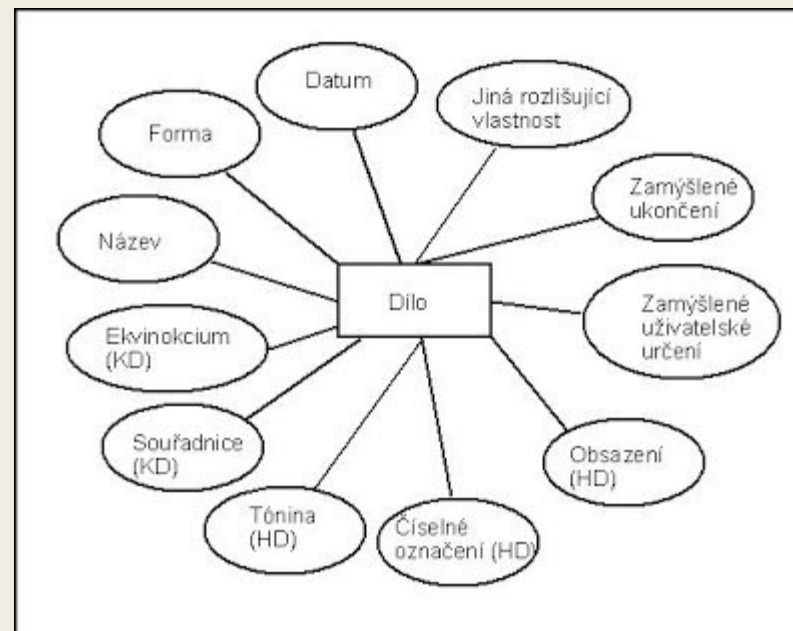 Datum
Jiná rozlišující
vlastnost
Forma
Zamýšlené
ukončení
Název
Dílo
Zamýšlené
uživatelské
určení
Ekvinokcium
(KD)
Souřadnice
(KD)
Obsazení
(HD)
Tónina
(HD)
Číselné
označení (HD)